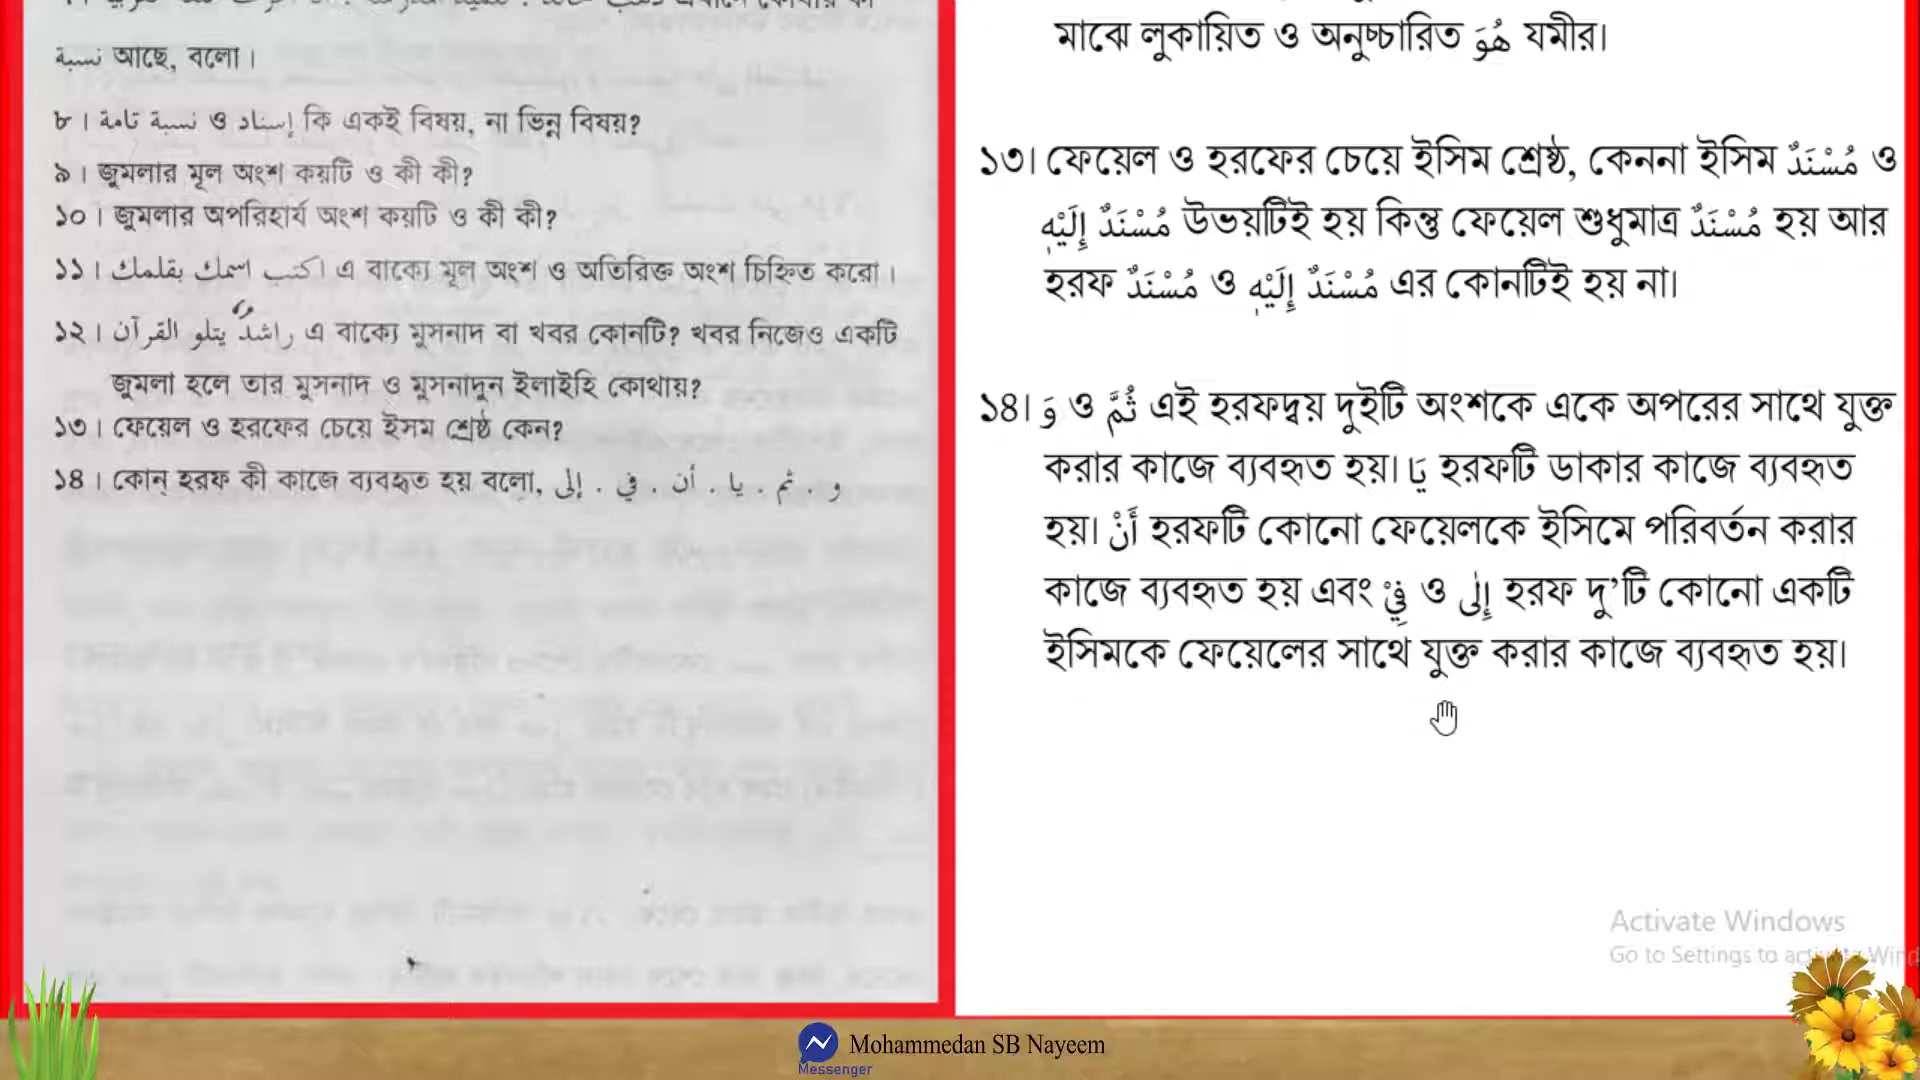 نسبة আছে, বলো।
৮। نسبة تامة ও إسناد কি একই বিষয়, না ভিন্ন বিষয়?
৯। জুমলার মূল অংশ কয়টি ও কী কী?
১০। জুমলার অপরিহার্য অংশ কয়টি ও কী কী?
১১। اكتب اسمك بقلمك এ বাক্যে মূল অংশ ও অতিরিক্ত অংশ চিহ্নিত করো।
১২। راشد يتلو القرآن এ বাক্যে মুসনাদ বা খবর কোনটি? খবর নিজেও একটি
জুমলা হলে তার মুসনাদ ও মুসনাদুন ইলাইহি কোথায়?
১৩। ফেয়েল ও হরফের চেয়ে ইসম শ্রেষ্ঠ কেন?
১৪। কোন্ হরফ কী কাজে ব্যবহৃত হয় বলো, و . ثم . يا . أن . في . إلى
মাঝে লুকায়িত ও অনুচ্চারিত هُوَ যমীর।
১৩। ফেয়েল ও হরফের চেয়ে ইসিম শ্রেষ্ঠ, কেননা ইসিম مُسْنَدٌ ও
مُسْنَدٌ إِلَيْهِ উভয়টিই হয় কিন্তু ফেয়েল শুধুমাত্র مُسْنَدٌ হয় আর
হরফ مُسْنَدٌ ও مُسْنَدٌ إِلَيْهِ এর কোনটিই হয় না।
১৪। وَ ও ثُمَّ এই হরফদ্বয় দুইটি অংশকে একে অপরের সাথে যুক্ত
করার কাজে ব্যবহৃত হয়। يَا হরফটি ডাকার কাজে ব্যবহৃত
হয়। أَنْ হরফটি কোনো ফেয়েলকে ইসিমে পরিবর্তন করার
কাজে ব্যবহৃত হয় এবং فِيْ ও إِلٰى হরফ দু’টি কোনো একটি
ইসিমকে ফেয়েলের সাথে যুক্ত করার কাজে ব্যবহৃত হয়।
Activate Windows
Go to Settings to
Mohammedan SB Nayeem
Messenger